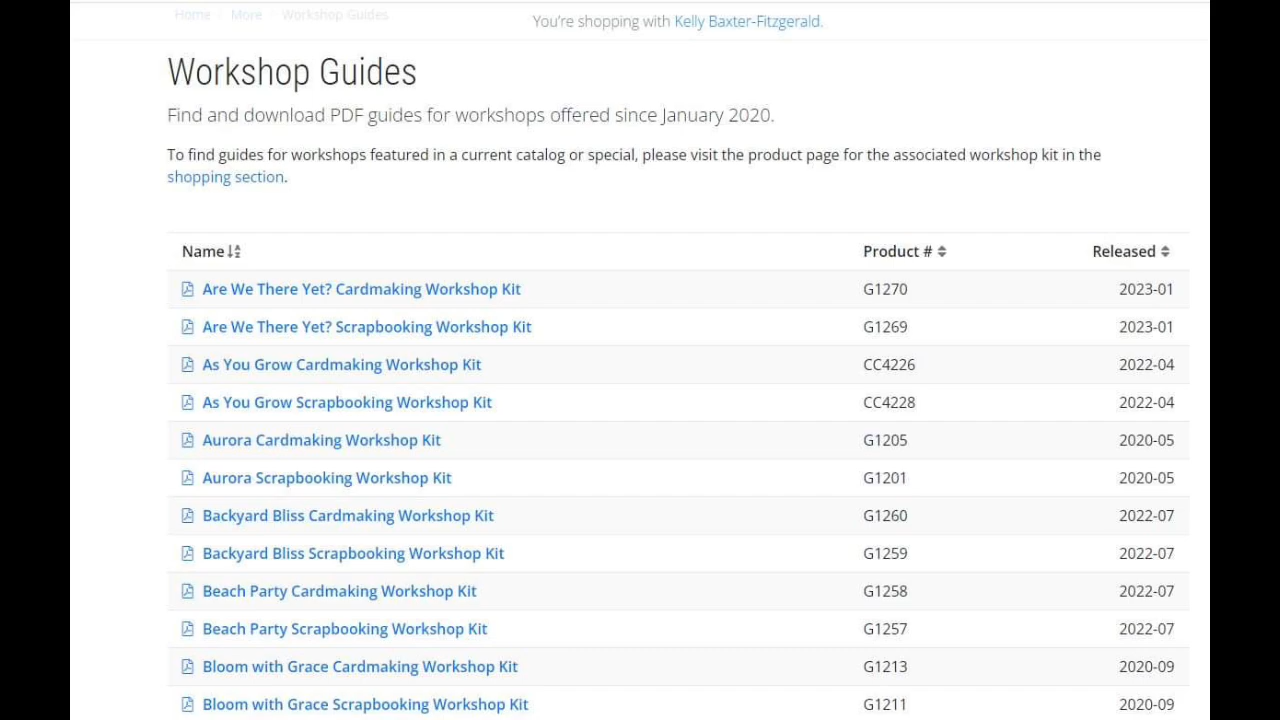 Home More Workshop Guides
You're shopping with Kelly Baxter-Fitzgerald.
Workshop Guides
Find and download PDF guides for workshops offered since January 2020.
To find guides for workshops featured in a current catalog or special, please visit the product page for the associated workshop kit in the
shopping section.
Name Product # Released
Are We There Yet? Cardmaking Workshop Kit G1270 2023-01
Are We There Yet? Scrapbooking Workshop Kit G1269 2023-01
As You Grow Cardmaking Workshop Kit CC4226 2022-04
As You Grow Scrapbooking Workshop Kit CC4228 2022-04
Aurora Cardmaking Workshop Kit G1205 2020-05
Aurora Scrapbooking Workshop Kit G1201 2020-05
Backyard Bliss Cardmaking Workshop Kit G1260 2022-07
Backyard Bliss Scrapbooking Workshop Kit G1259 2022-07
Beach Party Cardmaking Workshop Kit G1258 2022-07
Beach Party Scrapbooking Workshop Kit G1257 2022-07
Bloom with Grace Cardmaking Workshop Kit G1213 2020-09
Bloom with Grace Scrapbooking Workshop Kit G1211 2020-09